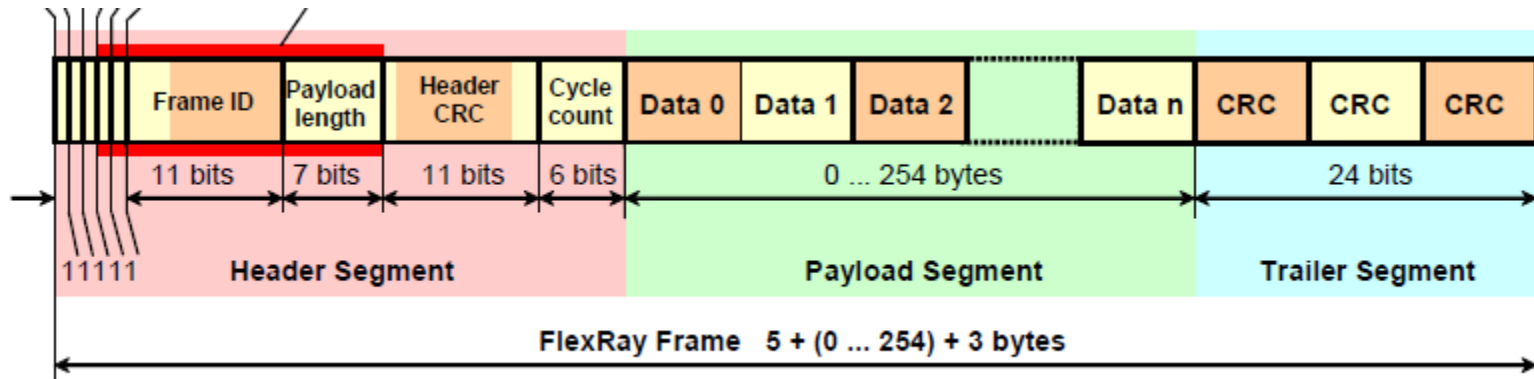 Frame ID
Payload length
Header CRC
Cycle count
Data 0
Data 1
Data 2
Data n
CRC
CRC
CRC
11 bits
7 bits
11 bits
6 bits
0 ... 254 bytes
24 bits
11111
Header Segment
Payload Segment
Trailer Segment
FlexRay Frame 5 + (0 ... 254) + 3 bytes